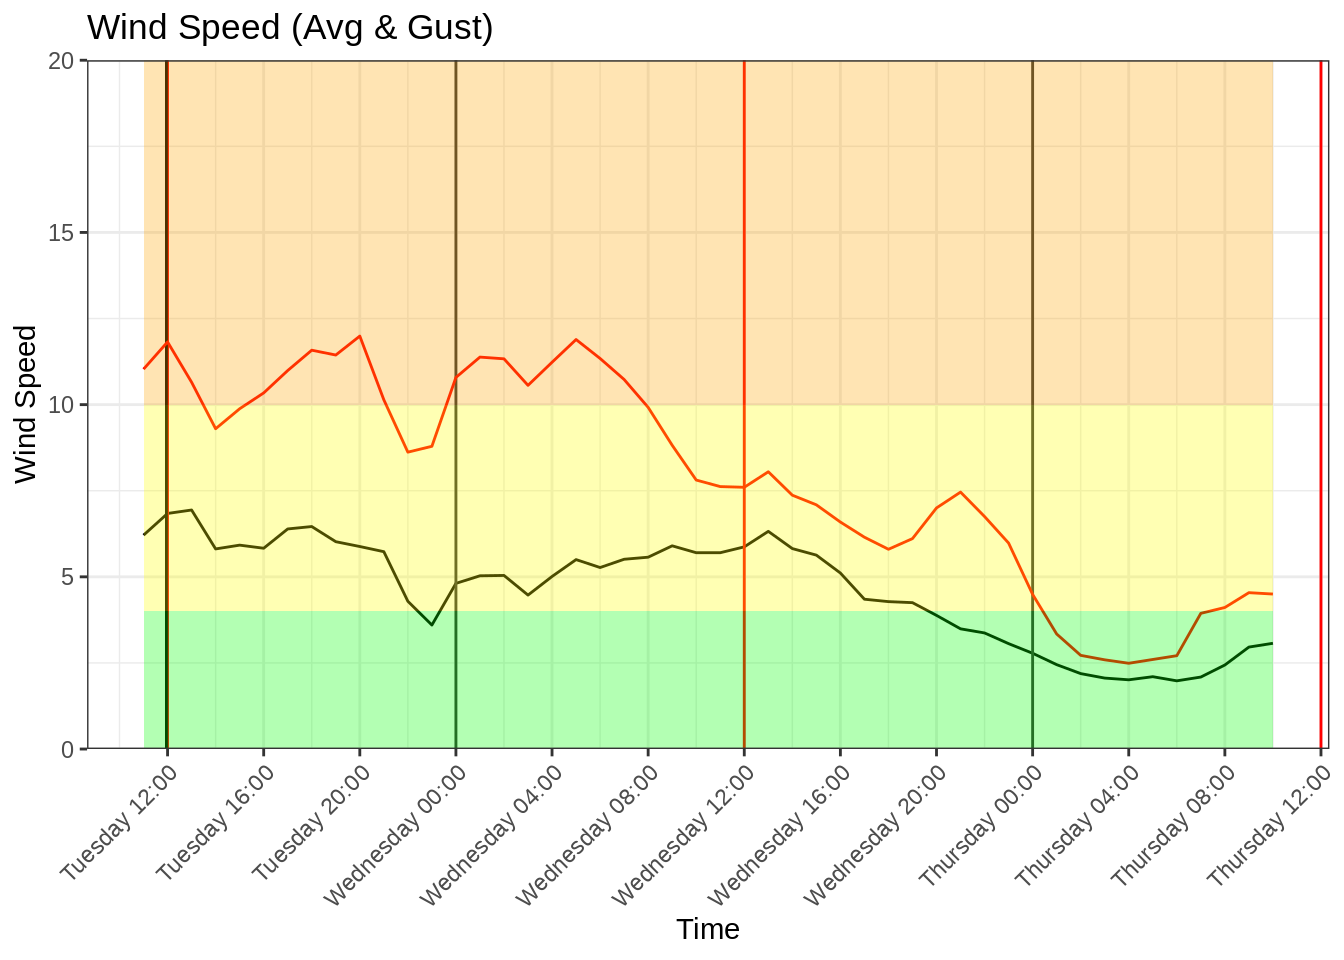 Wind Speed (Avg & Gust)
20
15
10
5
0
Wind Speed
Tuesday 12:00
Tuesday 16:00
Tuesday 20:00
Wednesday 00:00
Wednesday 04:00
Wednesday 08:00
Wednesday 12:00
Wednesday 16:00
Wednesday 20:00
Thursday 00:00
Thursday 04:00
Thursday 08:00
Thursday 12:00
Time